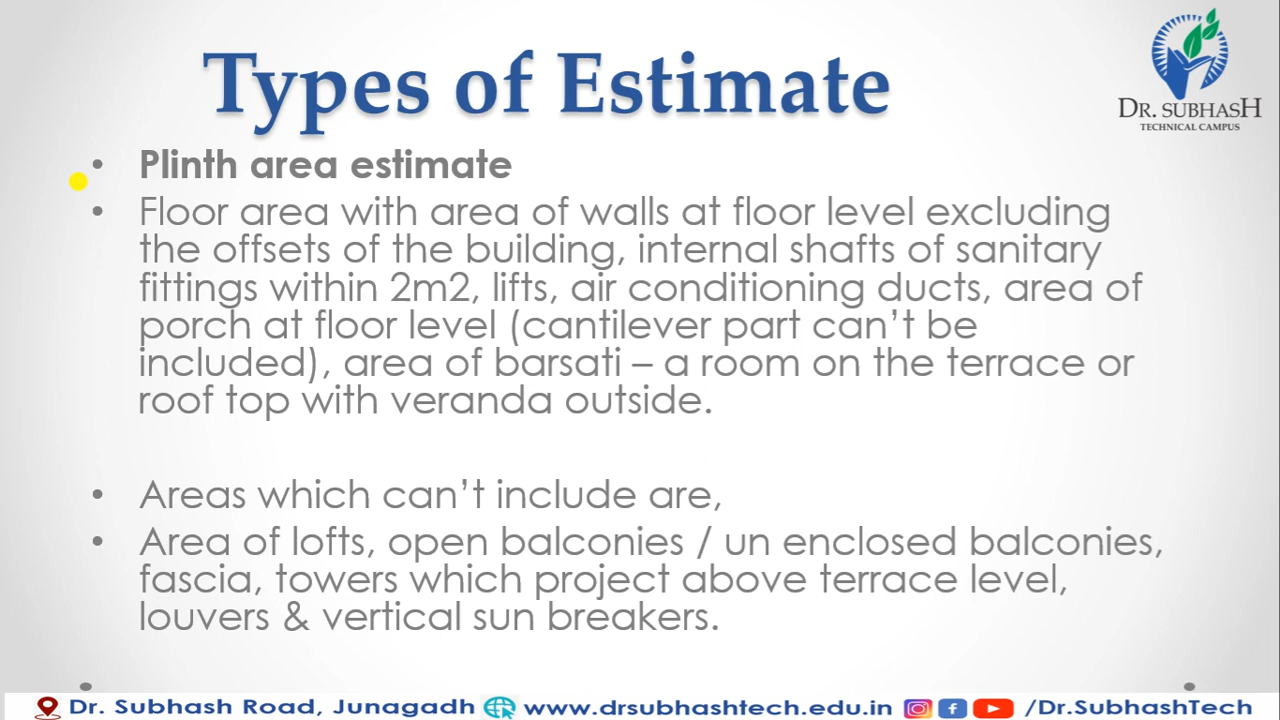 Types of Estimate
DR. SUBHASH
TECHNICAL CAMPUS
• Plinth area estimate
• Floor area with area of walls at floor level excluding
the offsets of the building, internal shafts of sanitary
fittings within 2m2, lifts, air conditioning ducts, area of
porch at floor level (cantilever part can’t be
included), area of barsati – a room on the terrace or
roof top with veranda outside.
• Areas which can’t include are,
• Area of lofts, open balconies / un enclosed balconies,
fascia, towers which project above terrace level,
louvers & vertical sun breakers.
Dr. Subhash Road, Junagadh www.drsubhashtech.edu.in /Dr.SubhashTech